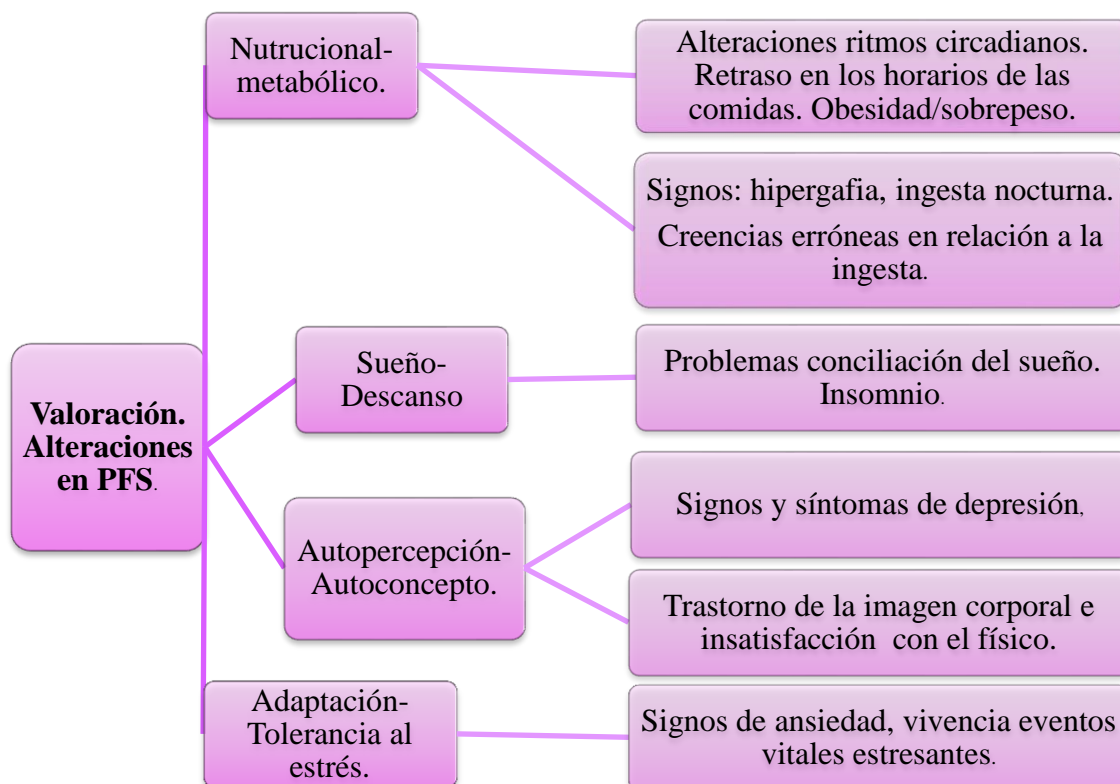 Valoración.
Alteraciones
en PFS.
Nutrucional-
metabólico.
Alteraciones ritmos circadianos.
Retraso en los horarios de las
comidas. Obesidad/sobrepeso.
Signos: hipergafia, ingesta nocturna.
Creencias erróneas en relación a la
ingesta.
Sueño-
Descanso
Problemas conciliación del sueño.
Insomnio.
Autopercepción-
Autoconcepto.
Signos y síntomas de depresión,
Trastorno de la imagen corporal e
insatisfacción con el físico.
Adaptación-
Tolerancia al
estrés.
Signos de ansiedad, vivencia eventos
vitales estresantes.